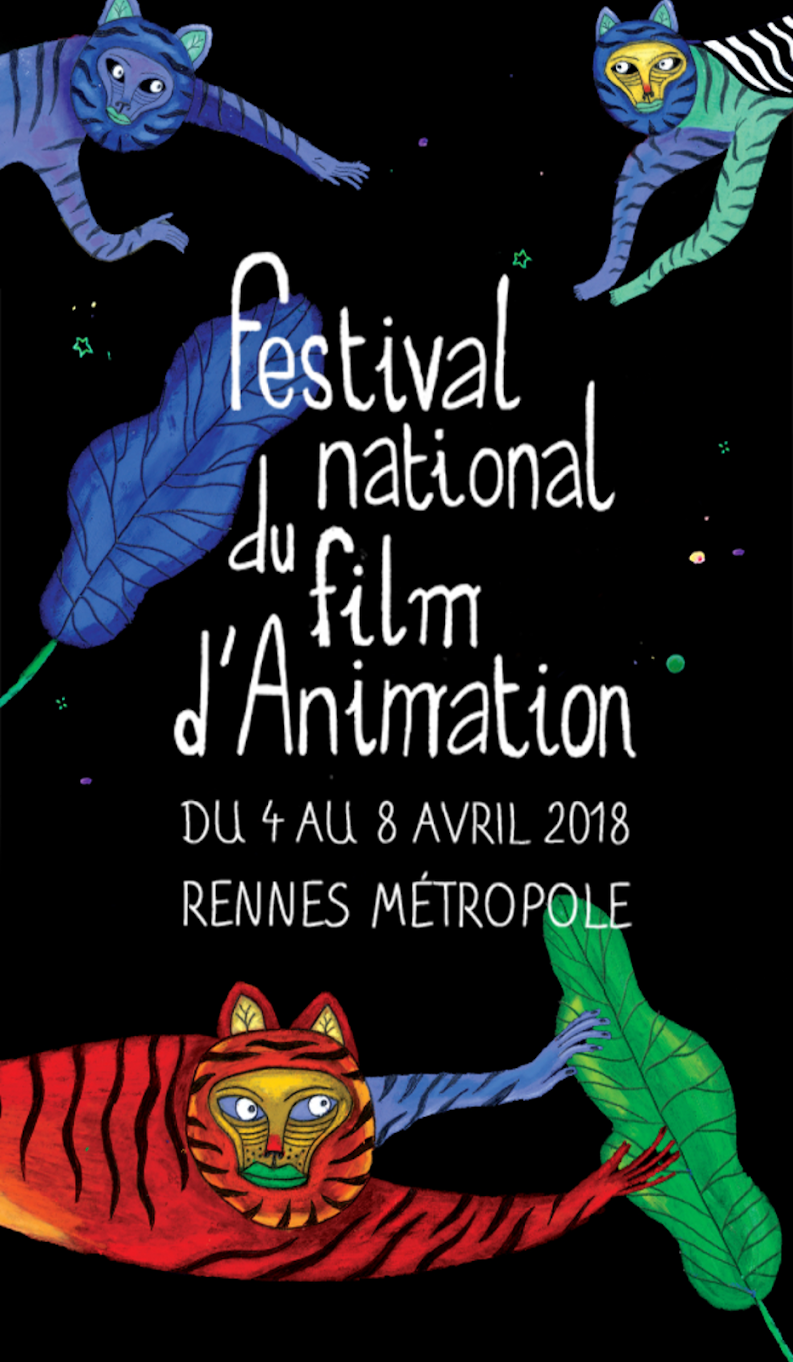 Festival
national
du
film
d'Animation
DU 4 AU 8 AVRIL 2018
RENNES MÉTROPOLE